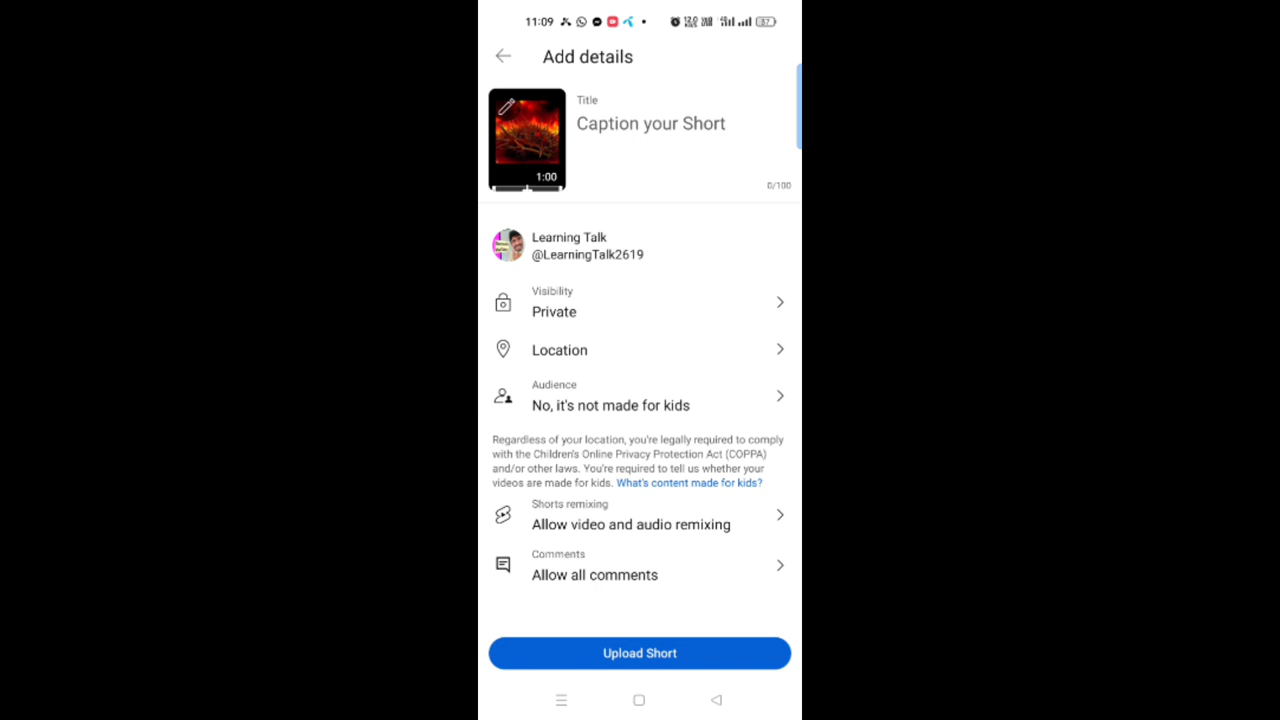 11:09
Add details
Title
Caption your Short
1:00
0/100
Learning Talk
@LearningTalk2619
Visibility
Private
Location
Audience
No, it's not made for kids
Regardless of your location, you're legally required to comply
with the Children's Online Privacy Protection Act (COPPA)
and/or other laws. You're required to tell us whether your
videos are made for kids. What's content made for kids?
Shorts remixing
Allow video and audio remixing
Comments
Allow all comments
Upload Short